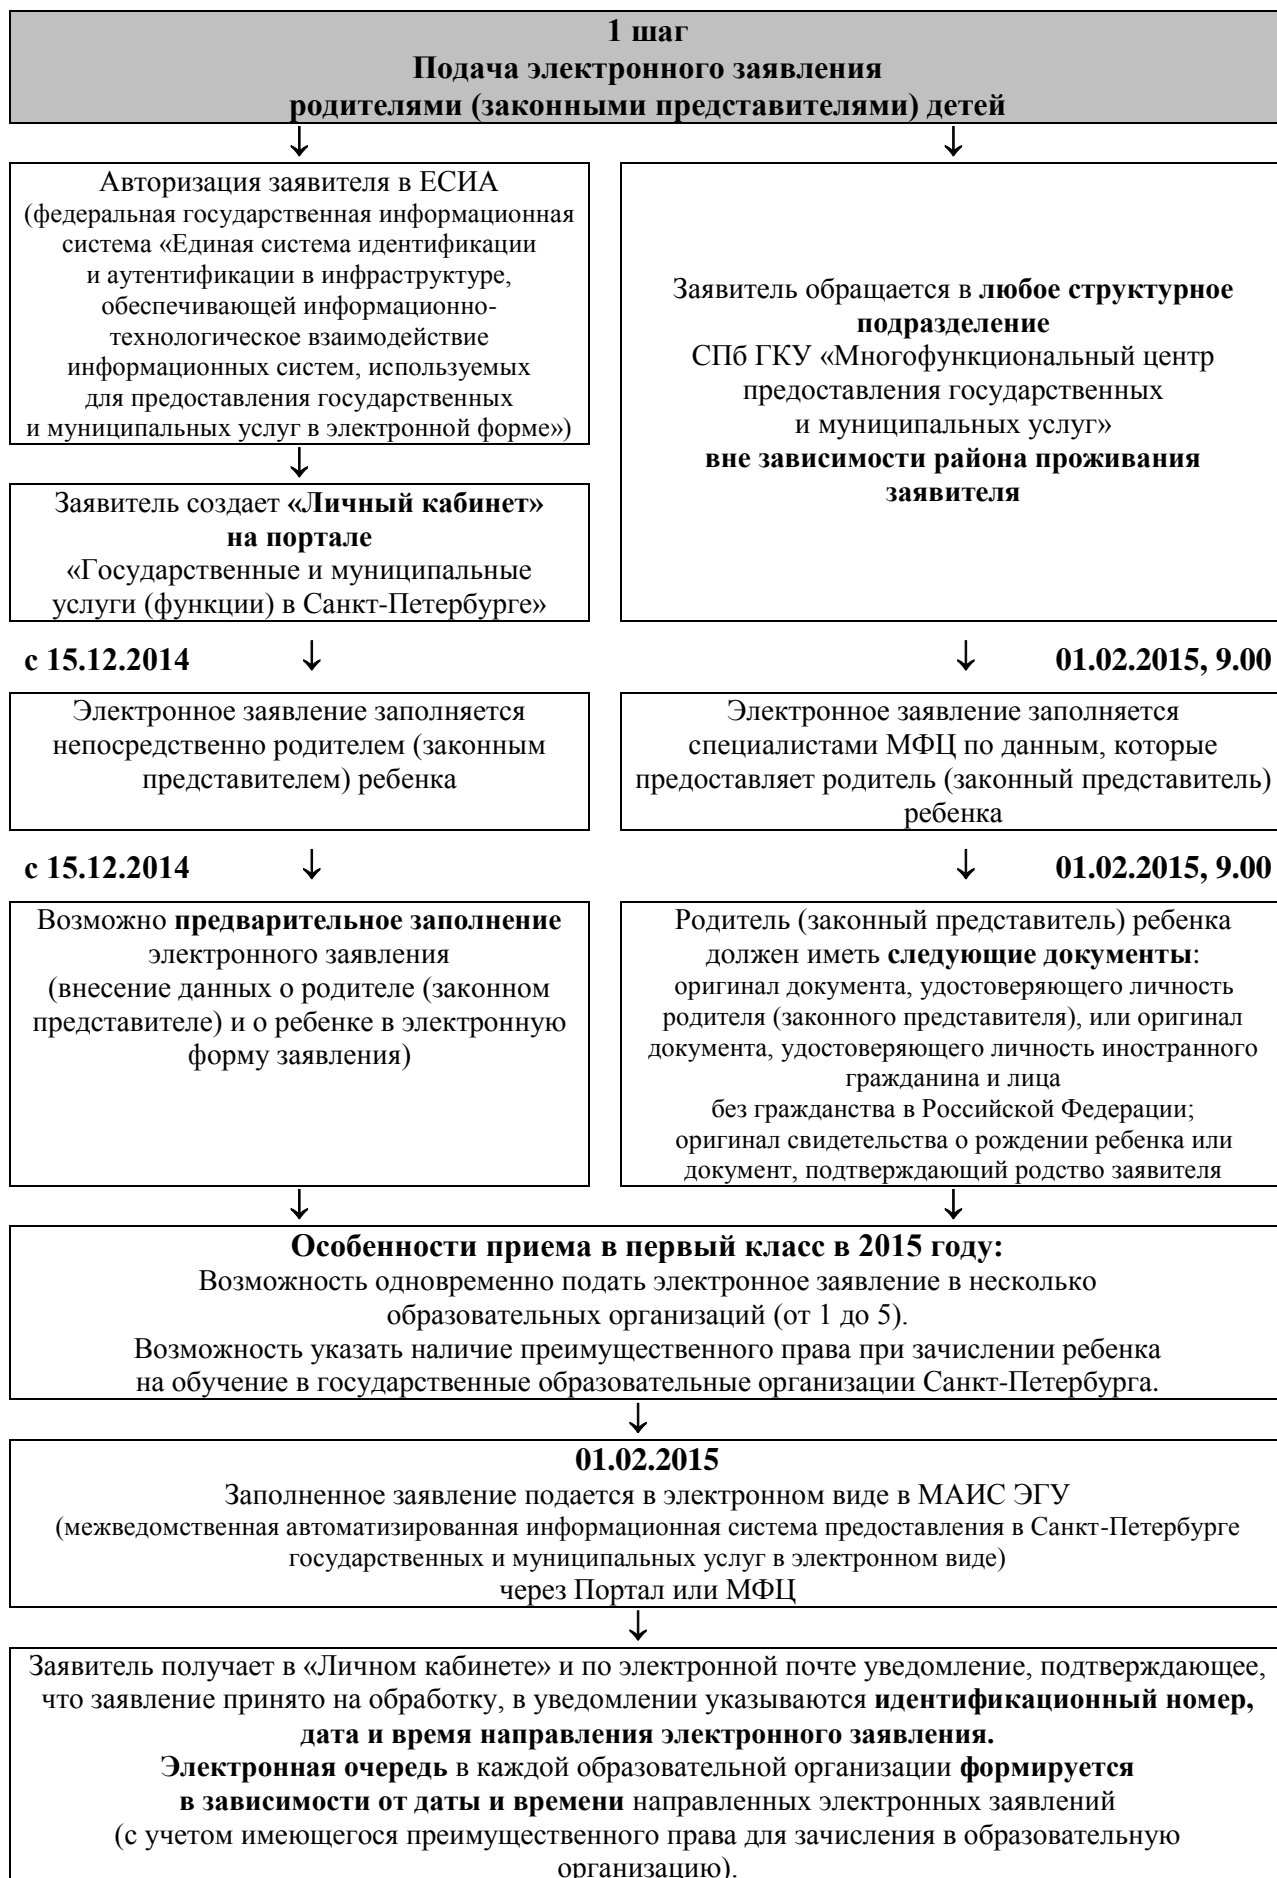 1 шаг
Подача электронного заявления
родителями (законными представителями) детей
Авторизация заявителя в ЕСИА
(федеральная государственная информационная
система «Единая система идентификации
и аутентификации в инфраструктуре,
обеспечивающей информационно-
технологическое взаимодействие
информационных систем, используемых
для предоставления государственных
и муниципальных услуг в электронной форме»)
Заявитель создает «Личный кабинет»
на портале
«Государственные и муниципальные
услуги (функции) в Санкт-Петербурге»
Заявитель обращается в любое структурное
подразделение
СПб ГКУ «Многофункциональный центр
предоставления государственных
и муниципальных услуг»
вне зависимости района проживания
заявителя
с 15.12.2014
01.02.2015, 9.00
Электронное заявление заполняется
непосредственно родителем (законным
представителем) ребенка
Электронное заявление заполняется
специалистами МФЦ по данным, которые
предоставляет родитель (законный представитель)
ребенка
с 15.12.2014
01.02.2015, 9.00
Возможно предварительное заполнение
электронного заявления
(внесение данных о родителе (законном
представителе) и о ребенке в электронную
форму заявления)
Родитель (законный представитель) ребенка
должен иметь следующие документы:
оригинал документа, удостоверяющего личность
родителя (законного представителя), или оригинал
документа, удостоверяющего личность иностранного
гражданина и лица
без гражданства в Российской Федерации;
оригинал свидетельства о рождении ребенка или
документ, подтверждающий родство заявителя
Особенности приема в первый класс в 2015 году:
Возможность одновременно подать электронное заявление в несколько
образовательных организаций (от 1 до 5).
Возможность указать наличие преимущественного права при зачислении ребенка
на обучение в государственные образовательные организации Санкт-Петербурга.
01.02.2015
Заполненное заявление подается в электронном виде в МАИС ЭГУ
(межведомственная автоматизированная информационная система предоставления в Санкт-Петербурге
государственных и муниципальных услуг в электронном виде)
через Портал или МФЦ
Заявитель получает в «Личном кабинете» и по электронной почте уведомление, подтверждающее,
что заявление принято на обработку, в уведомлении указываются идентификационный номер,
дата и время направления электронного заявления.
Электронная очередь в каждой образовательной организации формируется
в зависимости от даты и времени направленных электронных заявлений
(с учетом имеющегося преимущественного права для зачисления в образовательную
организацию).